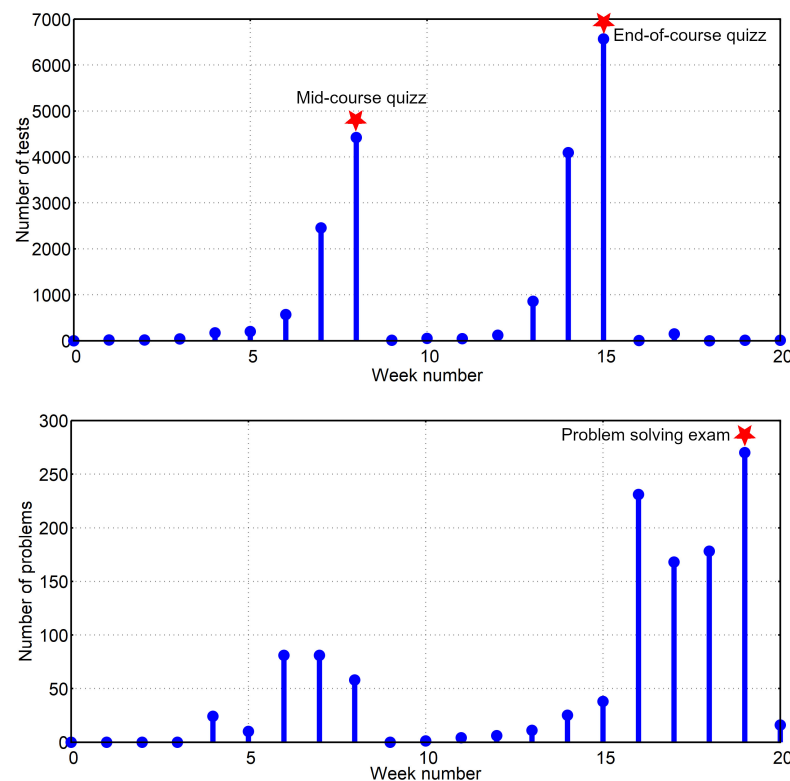 7000
6000
5000
4000
3000
2000
1000
0
Number of tests
Mid-course quizz
End-of-course quizz
0 5 10 15 20
Week number
300
250
200
150
100
50
0
Number of problems
Problem solving exam
0 5 10 15 20
Week number